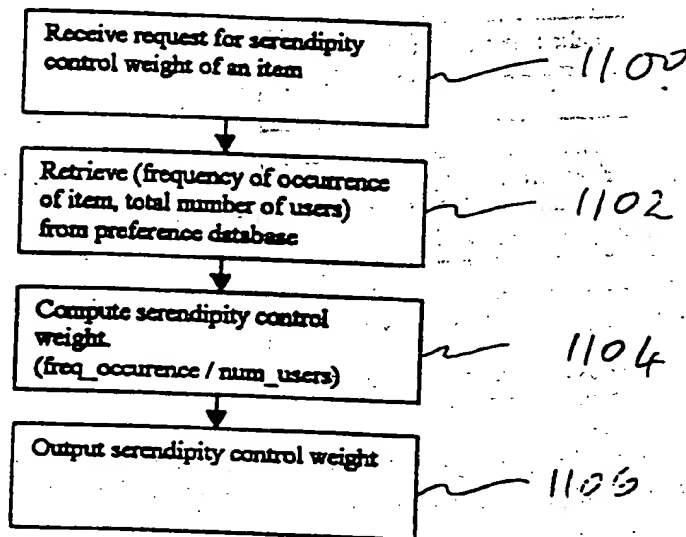 Receive request for serendipity
control weight of an item
1100
Retrieve (frequency of occurrence
of item, total number of users)
from preference database
1102
Compute serendipity control
weight.
(freq_occurence / num_users)
1104
Output serendipity control weight
1106